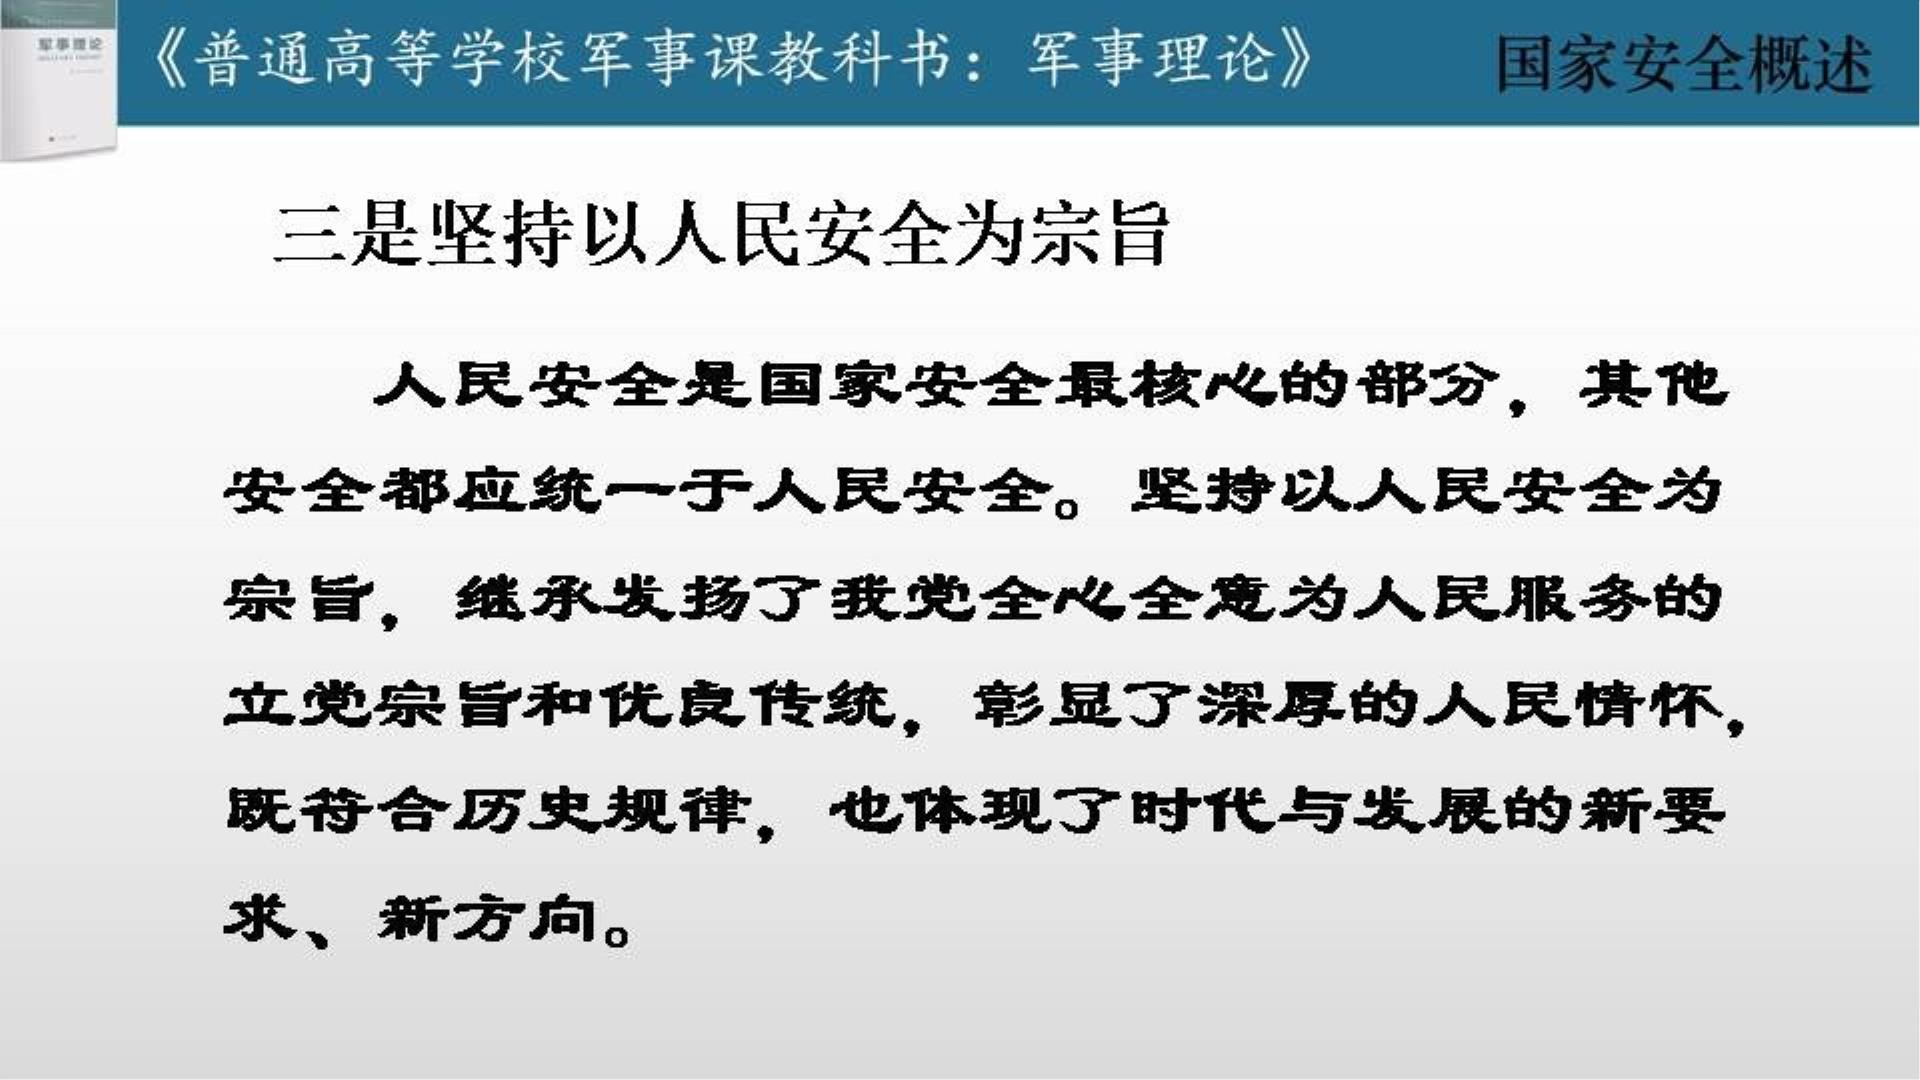 军事理论
《普通高等学校军事课教科书：军事理论》
国家安全概述
三是坚持以人民安全为宗旨
人民安全是国家安全最核心的部分，其他
安全都应统一于人民安全。坚持以人民安全为
宗旨，继承发扬了我党全心全意为人民服务的
立党宗旨和优良传统，彰显了深厚的人民情怀，
既符合历史规律，也体现了时代与发展的新要
求、新方向。